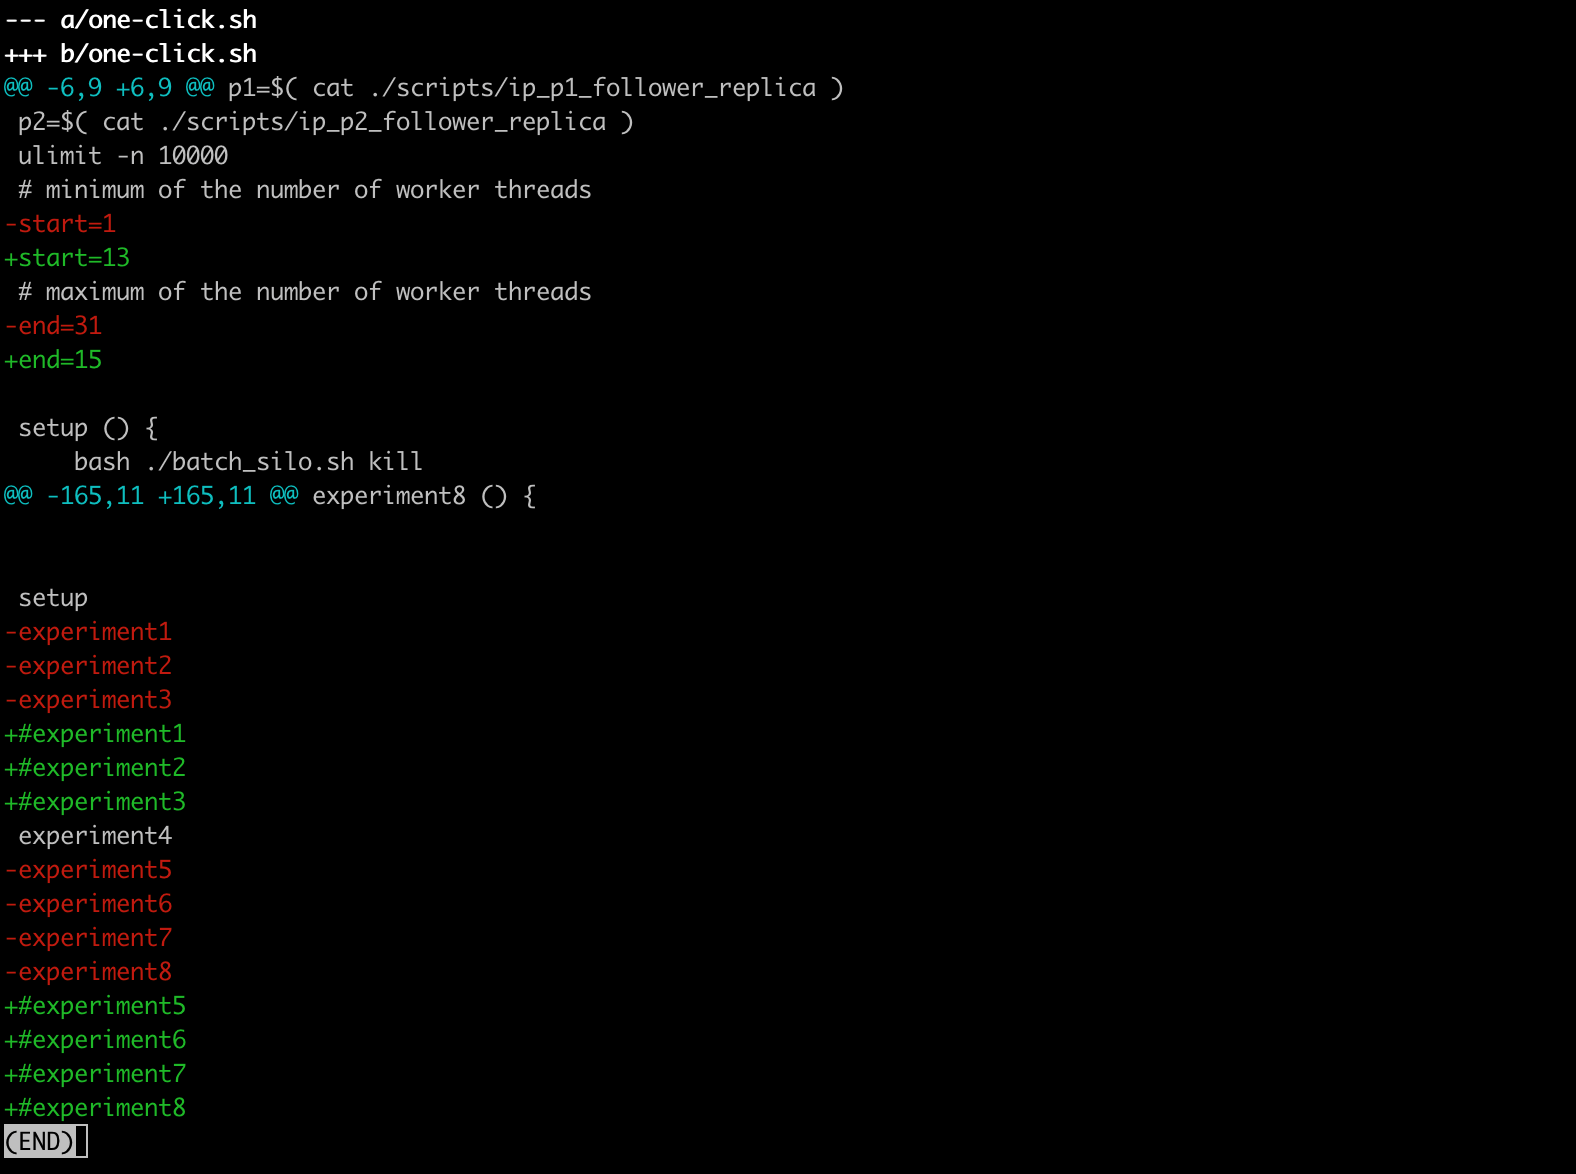 --- a/one-click.sh
+++ b/one-click.sh
@@ -6,9 +6,9 @@ p1=$( cat ./scripts/ip_p1_follower_replica )
 p2=$( cat ./scripts/ip_p2_follower_replica )
 ulimit -n 10000
 # minimum of the number of worker threads
-start=1
+start=13
 # maximum of the number of worker threads
-end=31
+end=15

 setup () {
     bash ./batch_silo.sh kill
@@ -165,11 +165,11 @@ experiment8 () {


 setup
-experiment1
-experiment2
-experiment3
+#experiment1
+#experiment2
+#experiment3
 experiment4
-experiment5
-experiment6
-experiment7
-experiment8
+#experiment5
+#experiment6
+#experiment7
+#experiment8
(END)